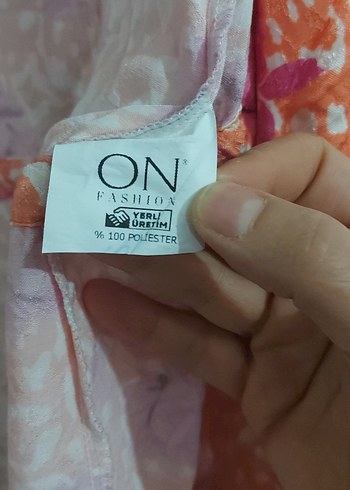 ON
FASHION
YERLİ
ÜRETİM
% 100 POLİESTER